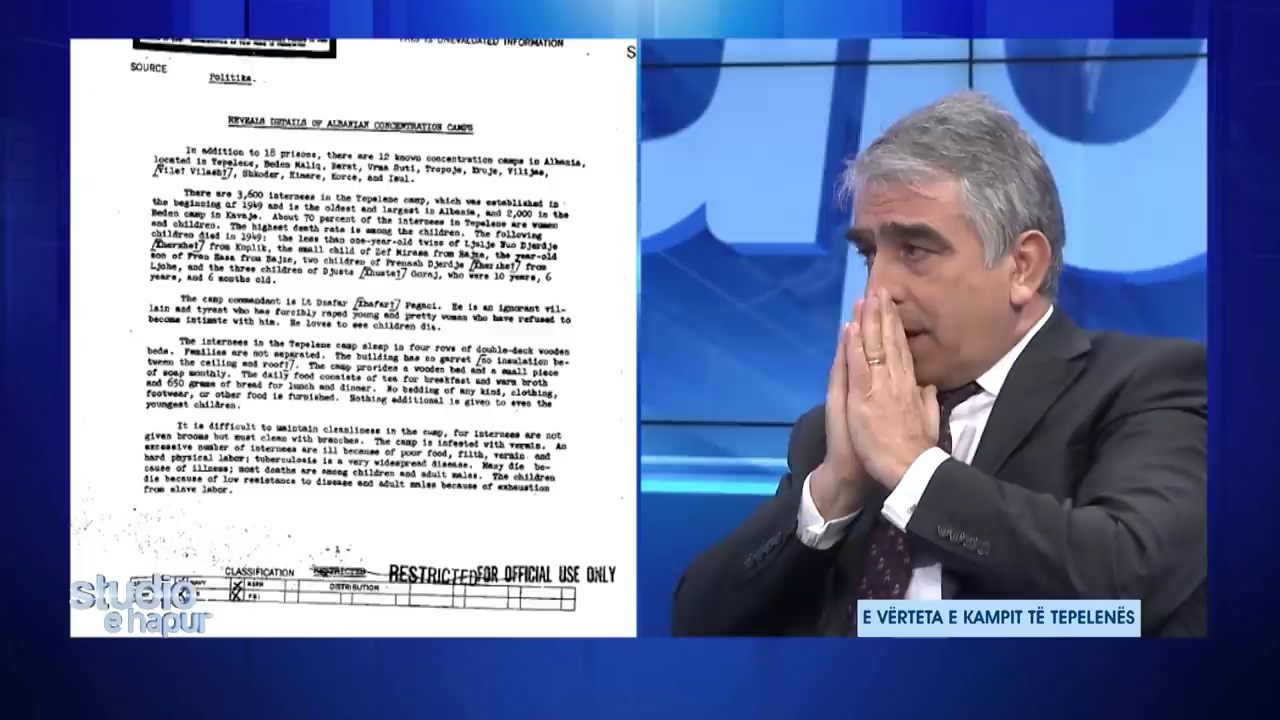 THIS IS UNEVALUATED INFORMATION
S
SOURCE
Politika.
REVEALS DETAILS OF ALBANIAN CONCENTRATION CAMPS
In addition to 18 prisons, there are 12 known concentration camps in Albania,
located in Tepelene, Beden Maliq, Berat, Vrea Suti, Tropoje, Kruje, Vilijas,
Shkoder, Himare, Korce, and
There are 3,600 internees in the Tepelene camp, which was established in
the beginning of 1949 and is the oldest and largest in Albania, and 2,000 in the
Beden camp in Kavaje. About 70 percent of the internees in Tepelene are women
and children. The highest death rate is among the children. The following
children died in 1949: the less than one-year-old twins of Ljulje Nuo Djerdje
from Koplik, the small child of Zef Mirasa from Bajze, the year-old
son of Fran Rasa from Bajze, two children of Prennah Djerdje from
Ljohe, and the three children of Djusta Goraj, who were 10 years, 6
years, and 6 months old.
The camp commandant is Lt Dzafar [Xhafar?] Pegaci. He is an ignorant vil-
lain and tyrant who has forcibly raped young and pretty women who have refused to
become intimate with him. He loves to see children die.
The internees in the Tepelene camp sleep in four rows of double-deck wooden
beds. Families are not separated. The building has no garret [no insulation be-
tween the ceiling and roof?]. The camp provides a wooden bed and a small piece
of soap monthly. The daily food consists of tea for breakfast and warm broth
and 650 grams of bread for lunch and dinner. No bedding of any kind, clothing,
footwear, or other food is furnished. Nothing additional is given to even the
youngest children.
It is difficult to maintain cleanliness in the camp, for internees are not
given brooms but must clean with branches. The camp is infested with vermin. An
excessive number of internees are ill because of poor food, filth, vermin and
hard physical labor; tuberculosis is a very widespread disease. Many die be-
cause of illness; most deaths are among children and adult males. The children
die because of low resistance to disease and adult males because of exhaustion
from slave labor.
- 1 -
CLASSIFICATION RESTRICTED RESTRICTED FOR OFFICIAL USE ONLY
NAVY NSRB DISTRIBUTION
FBI
studio
e hapur
E VËRTETA E KAMPIT TË TEPELENËS